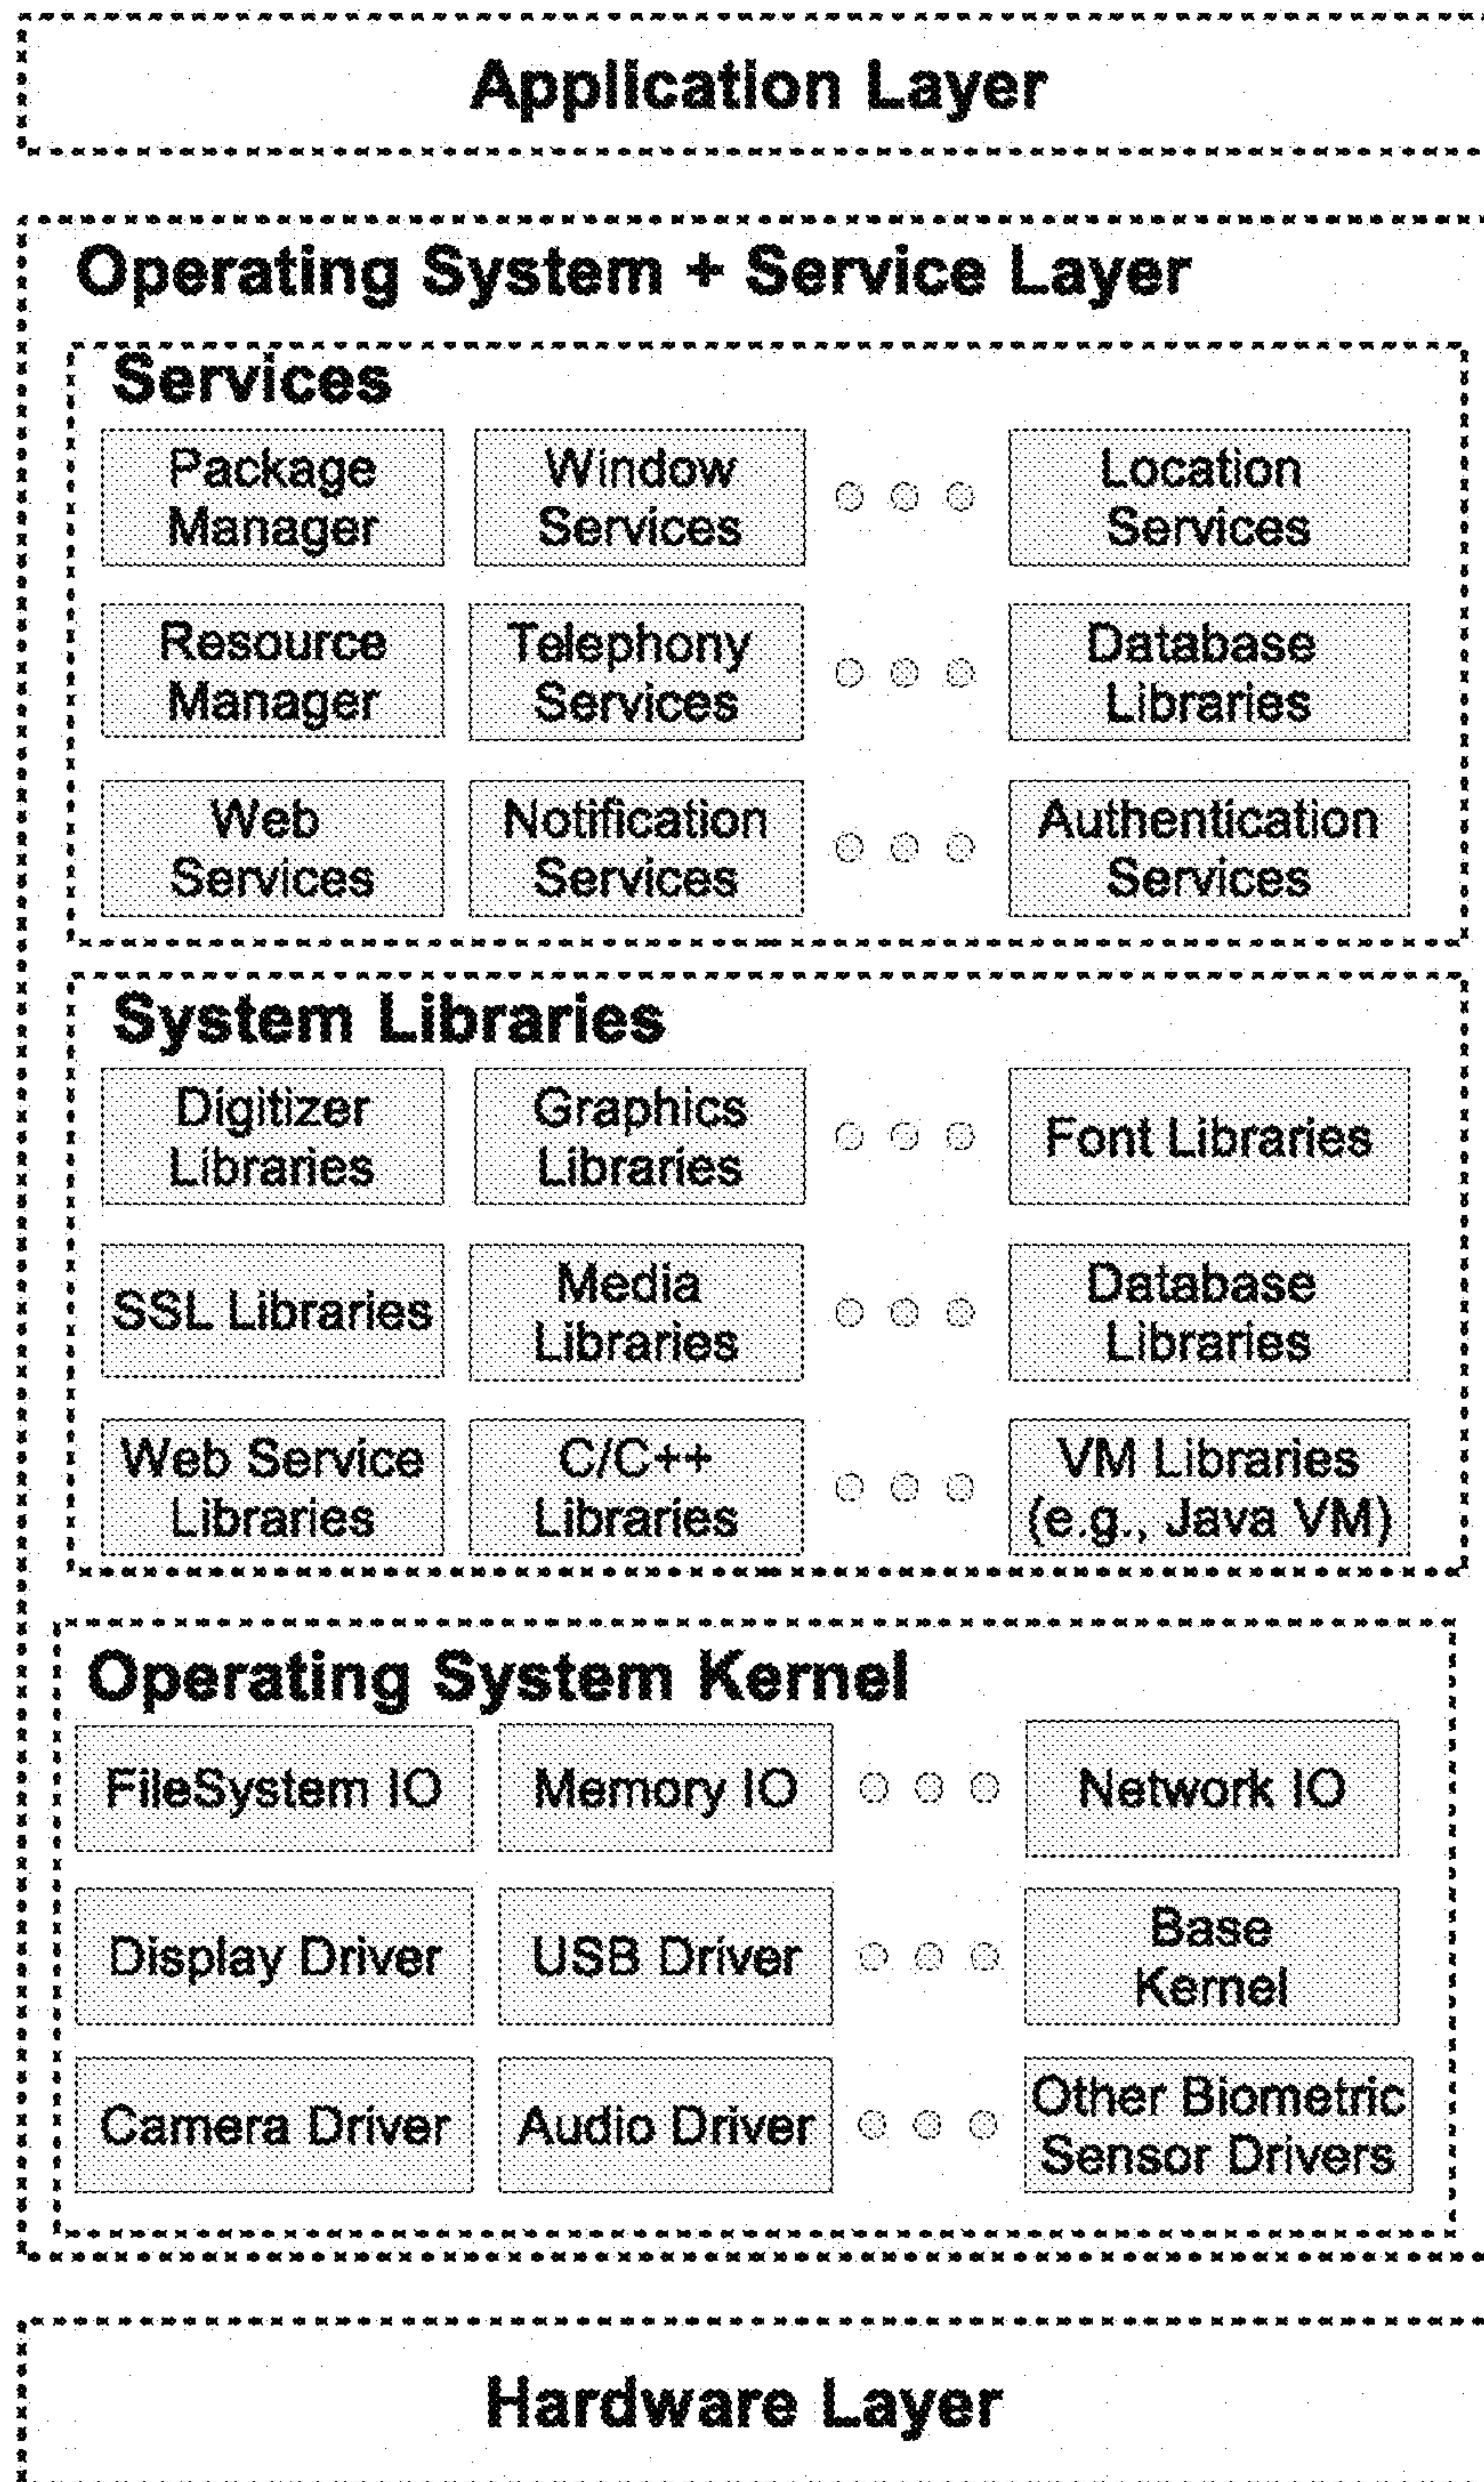 Application Layer
Operating System + Service Layer
Services
Package
Manager
Window
Services
Location
Services
Resource
Manager
Telephony
Services
Database
Libraries
Web
Services
Notification
Services
Authentication
Services
System Libraries
Digitizer
Libraries
Graphics
Libraries
Font Libraries
SSL Libraries
Media
Libraries
Database
Libraries
Web Service
Libraries
C/C++
Libraries
VM Libraries
(e.g., Java VM)
Operating System Kernel
FileSystem IO
Memory IO
Network IO
Display Driver
USB Driver
Base
Kernel
Camera Driver
Audio Driver
Other Biometric
Sensor Drivers
Hardware Layer